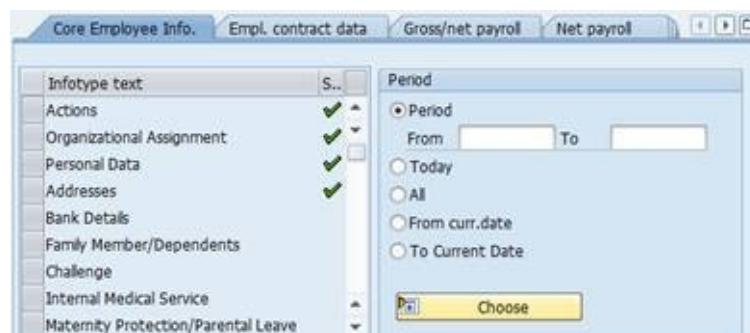 Core Employee Info. Empl. contract data Gross/net payroll Net payroll
Infotype text S..
Actions
Organizational Assignment
Personal Data
Addresses
Bank Details
Family Member/Dependents
Challenge
Internal Medical Service
Maternity Protection/Parental Leave
Period
Period
From To
Today
All
From curr.date
To Current Date
Choose